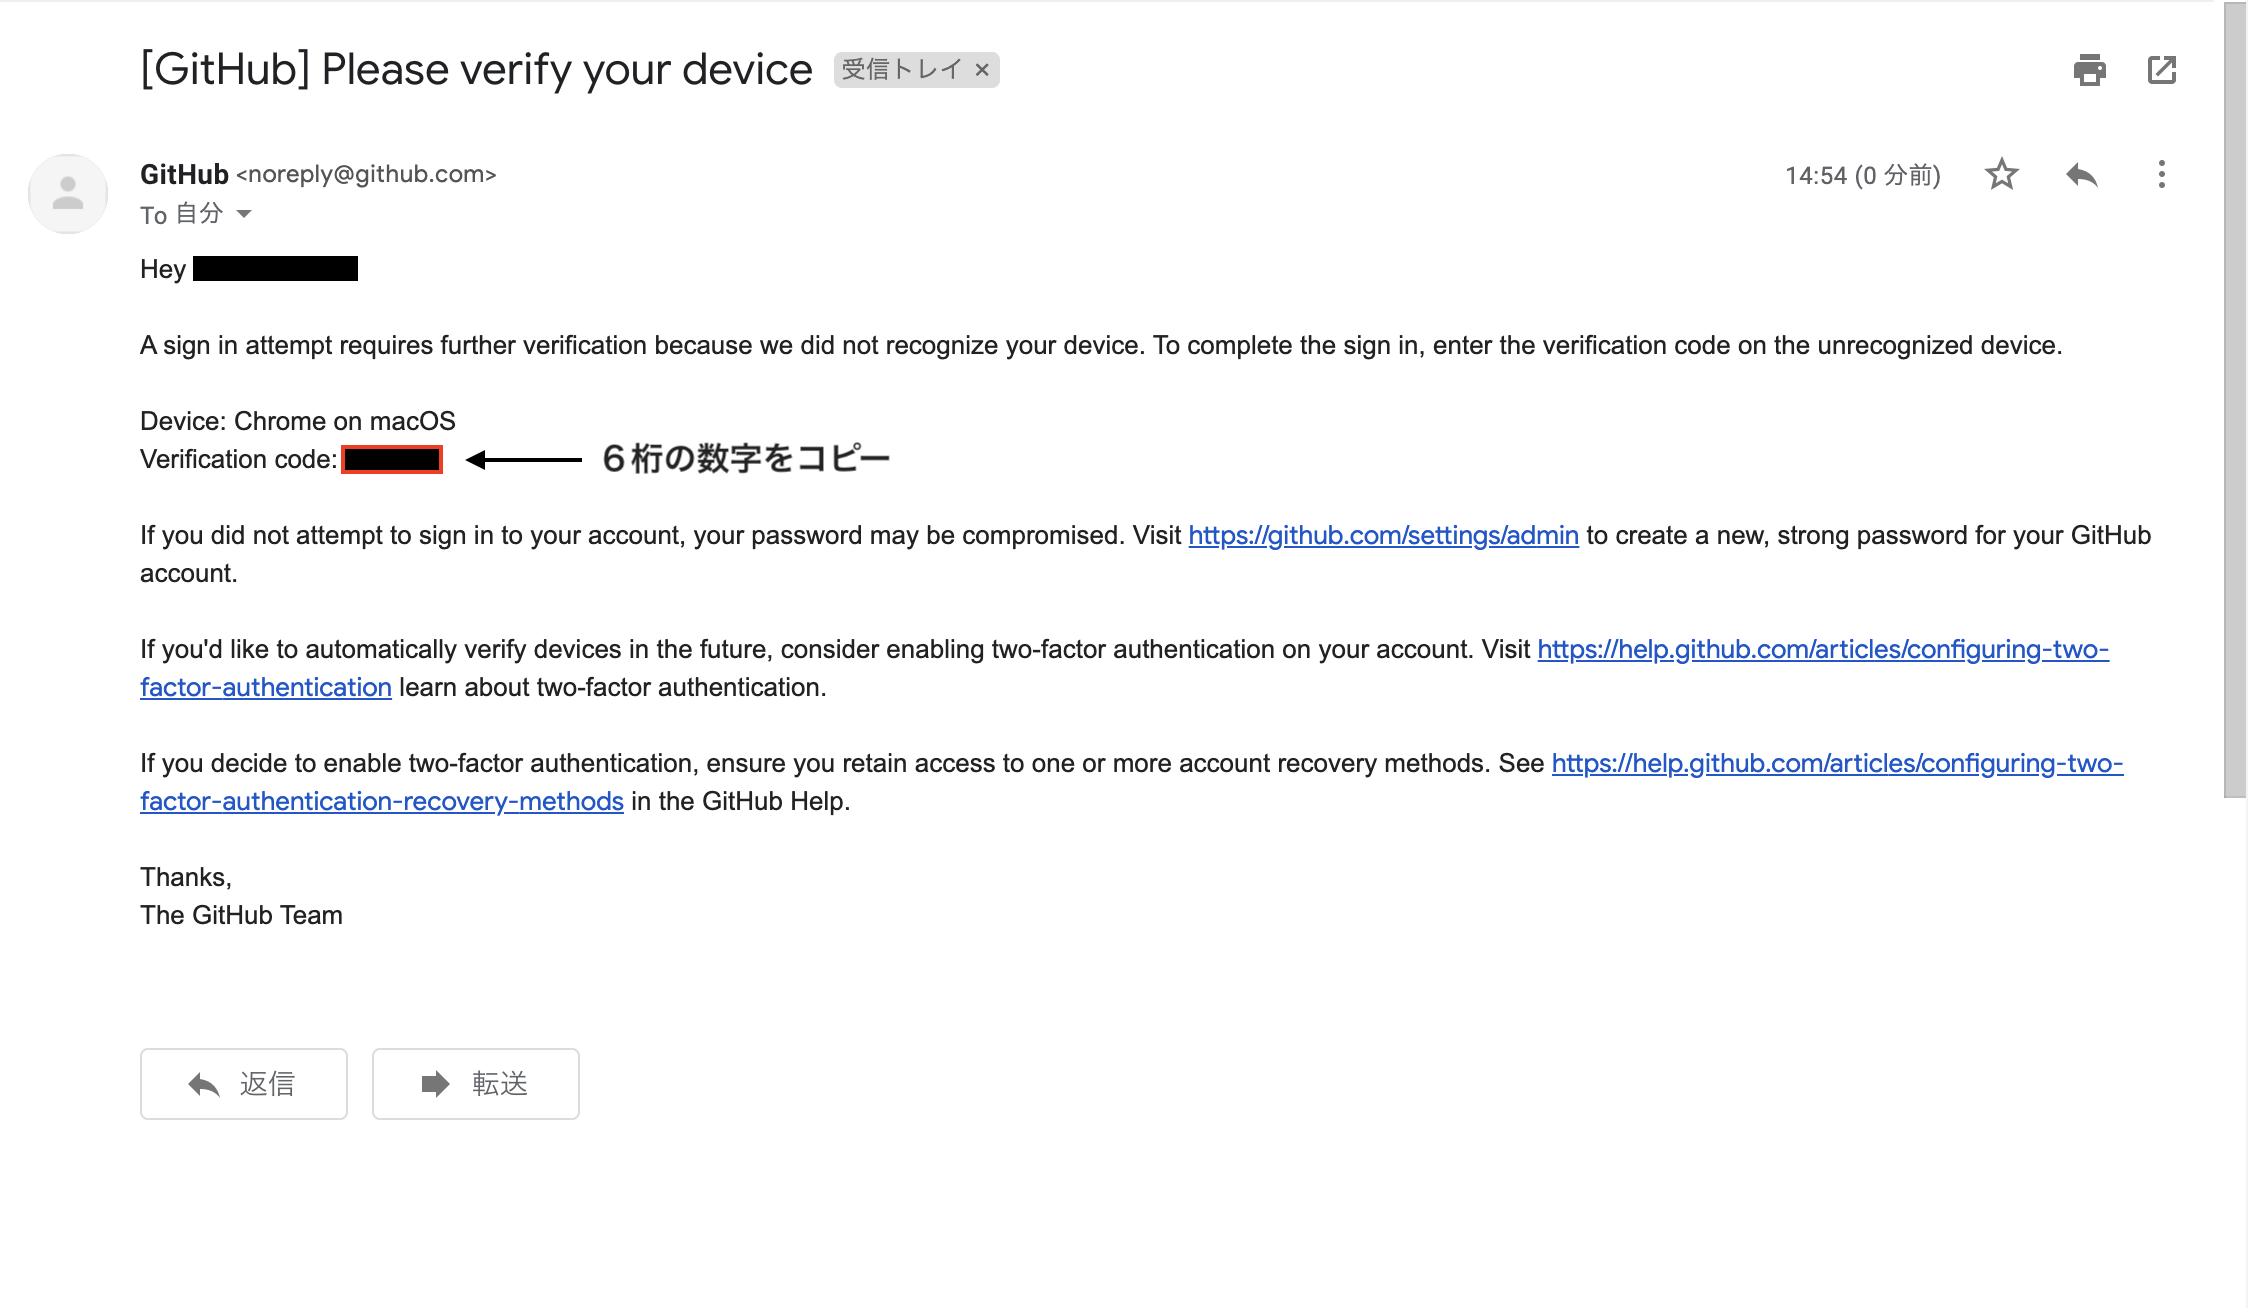 [GitHub] Please verify your device 受信トレイ ×
GitHub <noreply@github.com> 14:54 (0 分前)
To 自分
Hey
A sign in attempt requires further verification because we did not recognize your device. To complete the sign in, enter the verification code on the unrecognized device.
Device: Chrome on macOS
Verification code: 6桁の数字をコピー
If you did not attempt to sign in to your account, your password may be compromised. Visit https://github.com/settings/admin to create a new, strong password for your GitHub
account.
If you'd like to automatically verify devices in the future, consider enabling two-factor authentication on your account. Visit https://help.github.com/articles/configuring-two-
factor-authentication learn about two-factor authentication.
If you decide to enable two-factor authentication, ensure you retain access to one or more account recovery methods. See https://help.github.com/articles/configuring-two-
factor-authentication-recovery-methods in the GitHub Help.
Thanks,
The GitHub Team
返信 転送